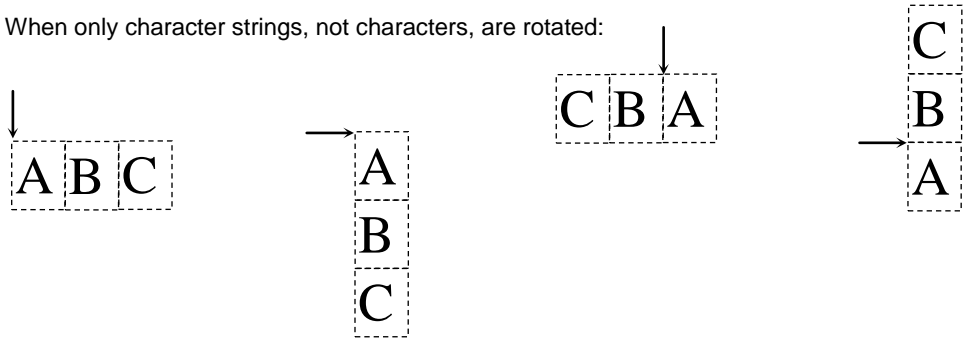 When only character strings, not characters, are rotated:
A B C
A
B
C
C B A
C
B
A